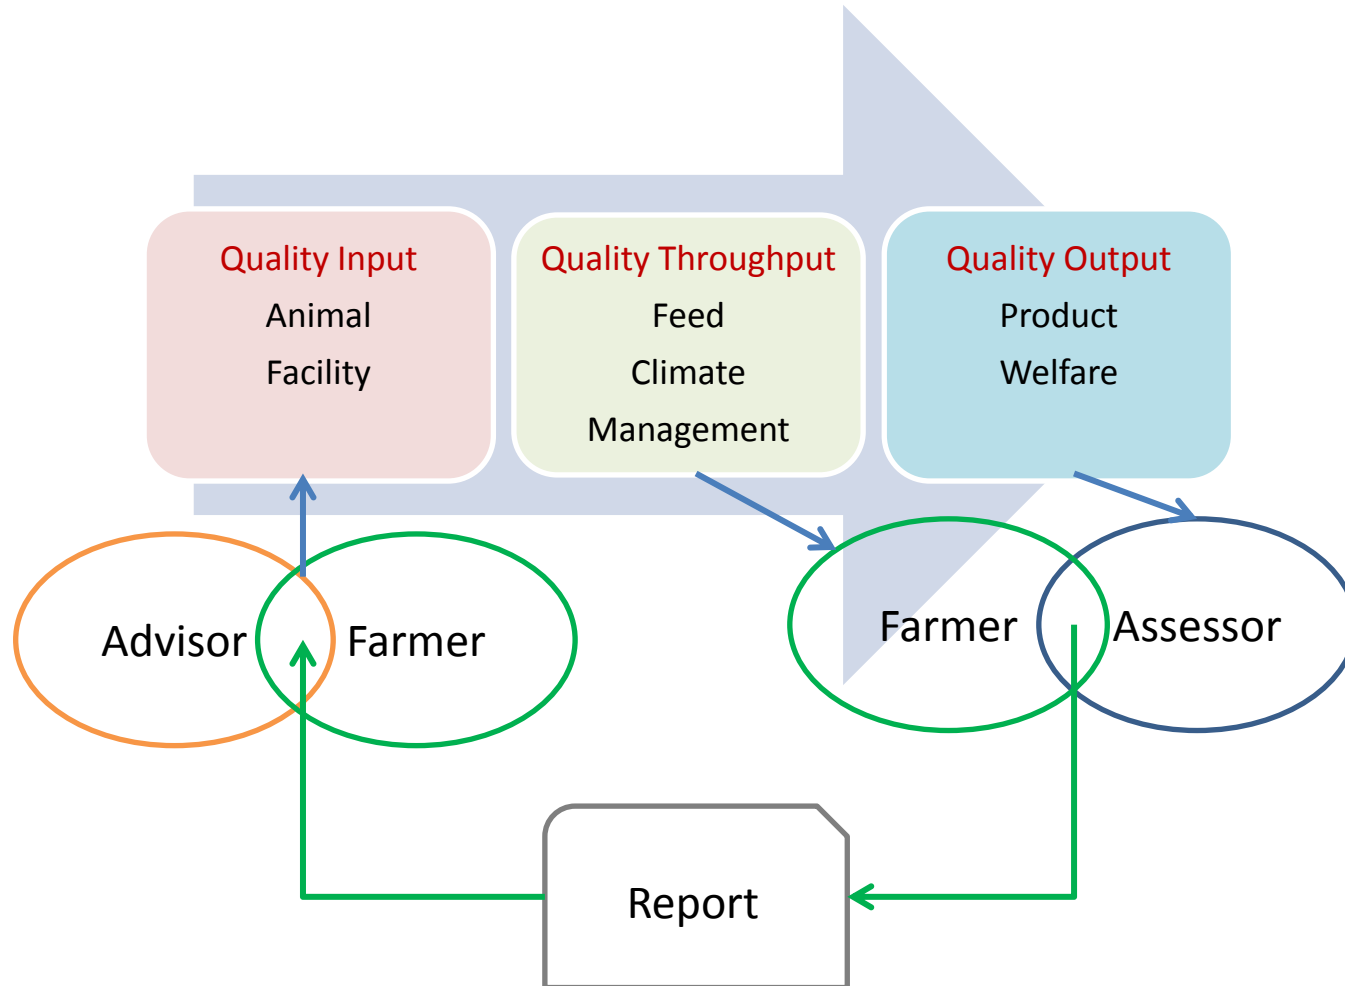 Quality Input
Animal
Facility
Quality Throughput
Feed
Climate
Management
Quality Output
Product
Welfare
Advisor
Farmer
Farmer
Assessor
Report